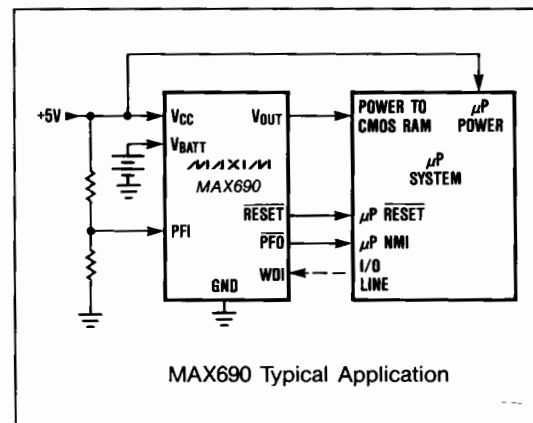 +5V
VCC
VBATT
MAXIM
MAX690
PFI
GND
VOUT
RESET
PFO
WDI
POWER TO
CMOS RAM
μP
POWER
μP
SYSTEM
μP RESET
μP NMI
I/O
LINE
MAX690 Typical Application